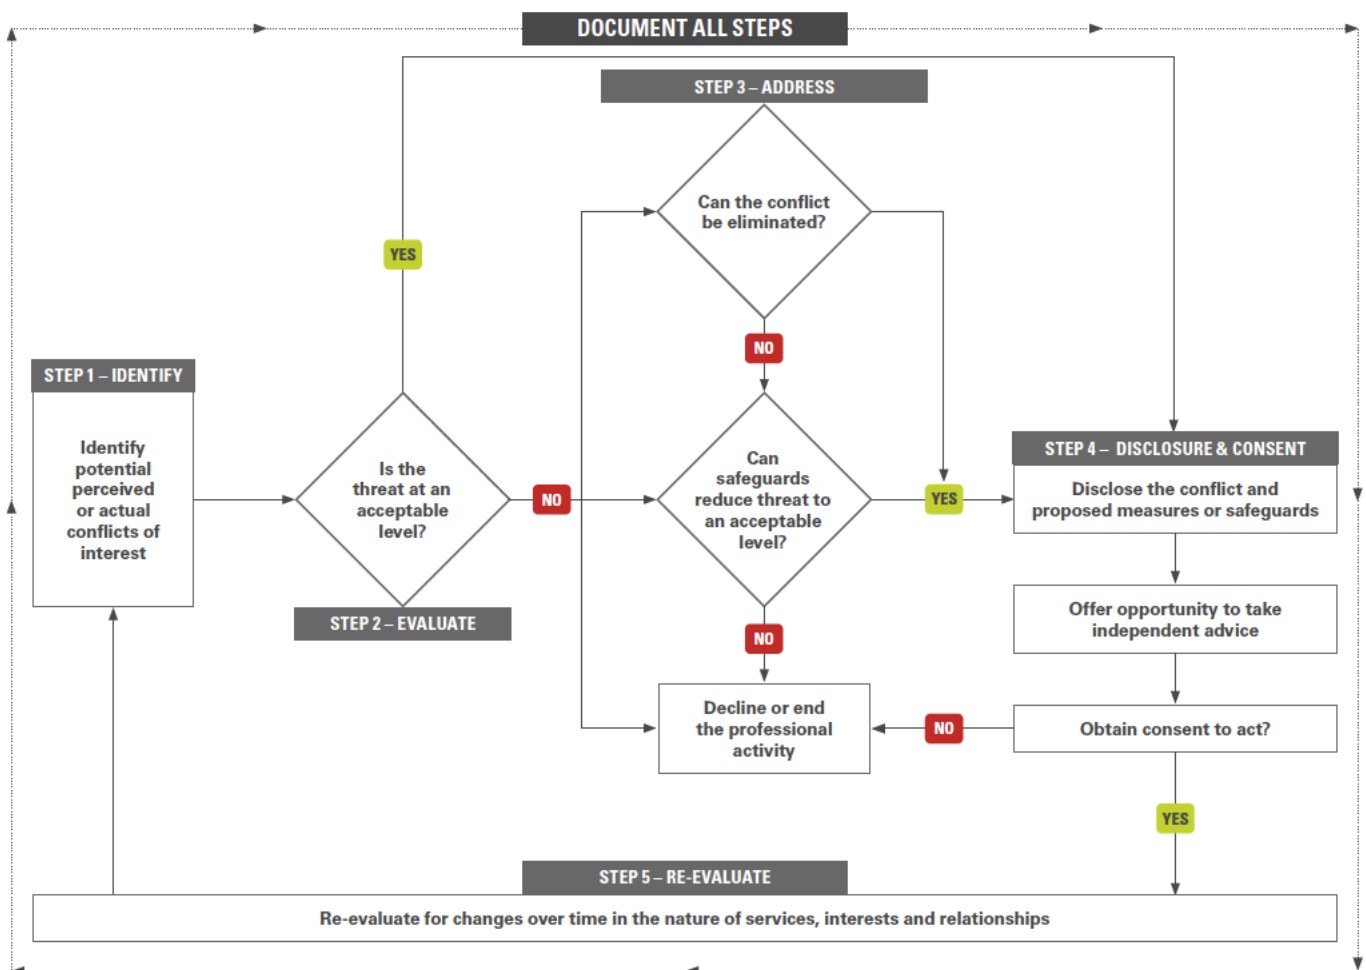 DOCUMENT ALL STEPS
STEP 3 – ADDRESS
Can the conflict
be eliminated?
YES
NO
STEP 1 – IDENTIFY
Identify
potential
perceived
or actual
conflicts of
interest
Is the
threat at an
acceptable
level?
STEP 2 – EVALUATE
NO
Can
safeguards
reduce threat to
an acceptable
level?
YES
NO
Decline or end
the professional
activity
STEP 4 – DISCLOSURE & CONSENT
Disclose the conflict and
proposed measures or safeguards
Offer opportunity to take
independent advice
Obtain consent to act?
NO
YES
STEP 5 – RE-EVALUATE
Re-evaluate for changes over time in the nature of services, interests and relationships